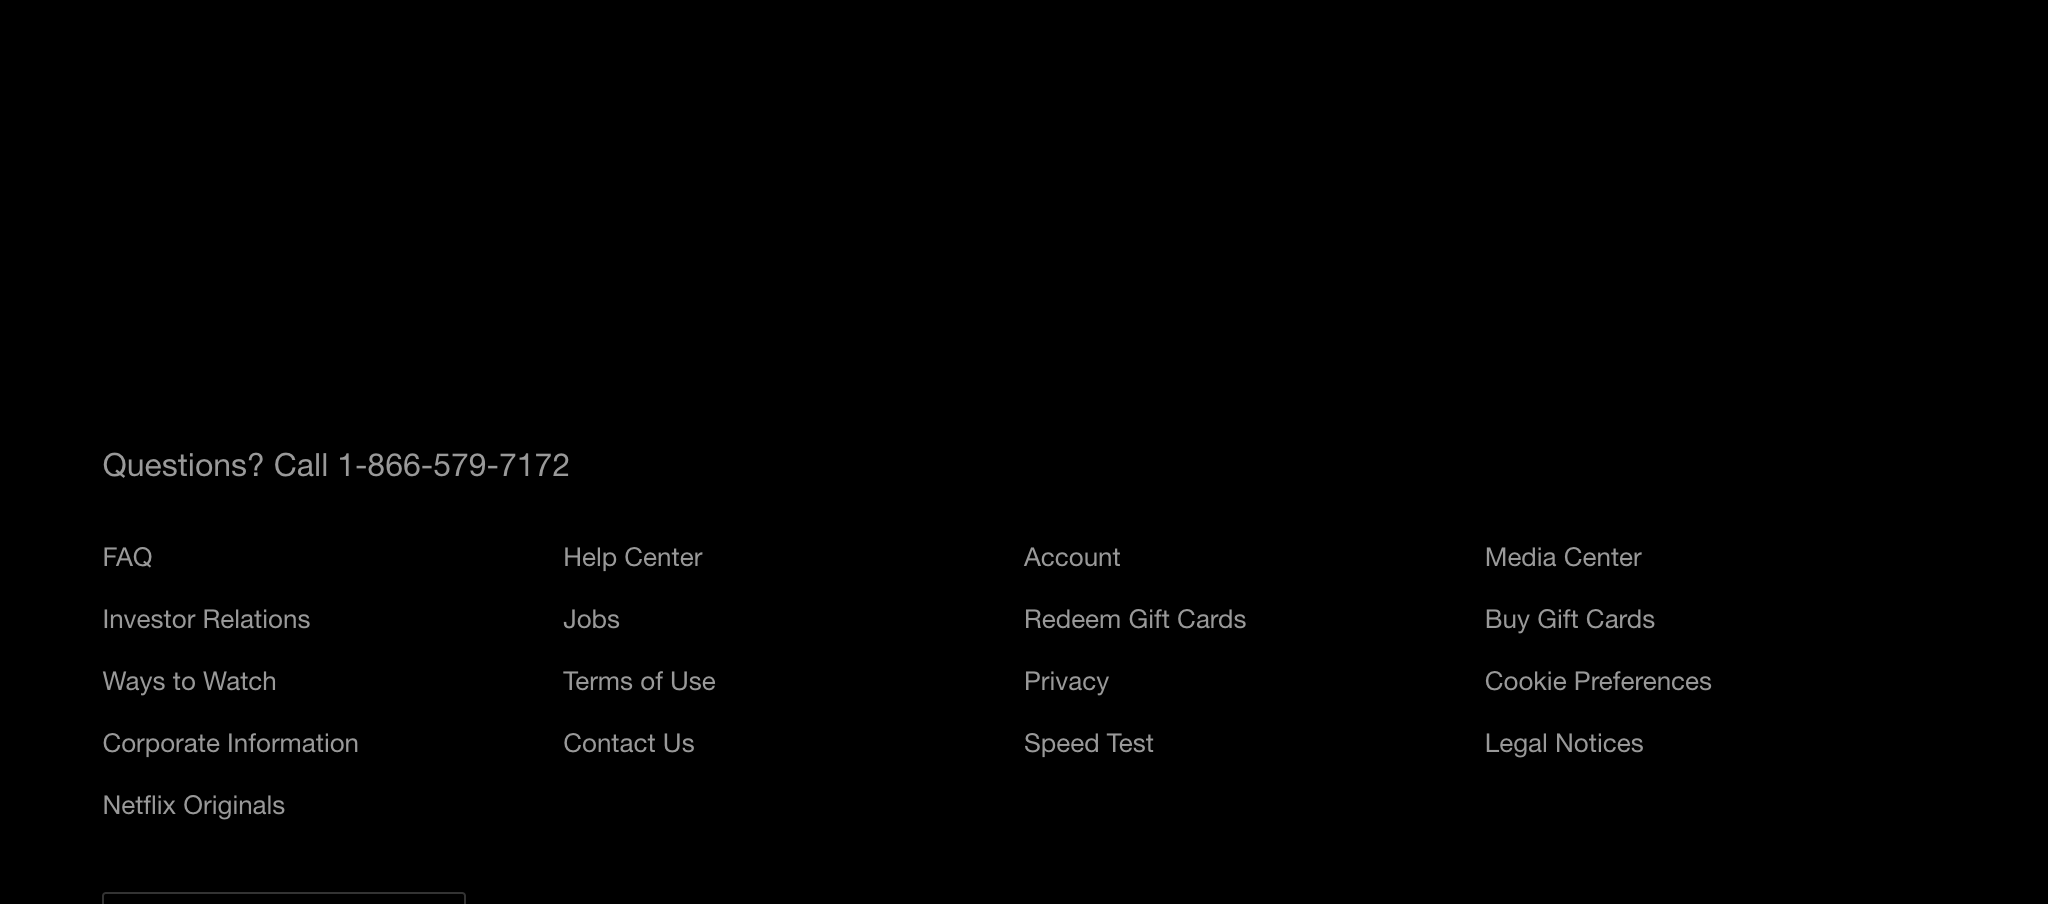 Questions? Call 1-866-579-7172
FAQ
Help Center
Account
Media Center
Investor Relations
Jobs
Redeem Gift Cards
Buy Gift Cards
Ways to Watch
Terms of Use
Privacy
Cookie Preferences
Corporate Information
Contact Us
Speed Test
Legal Notices
Netflix Originals